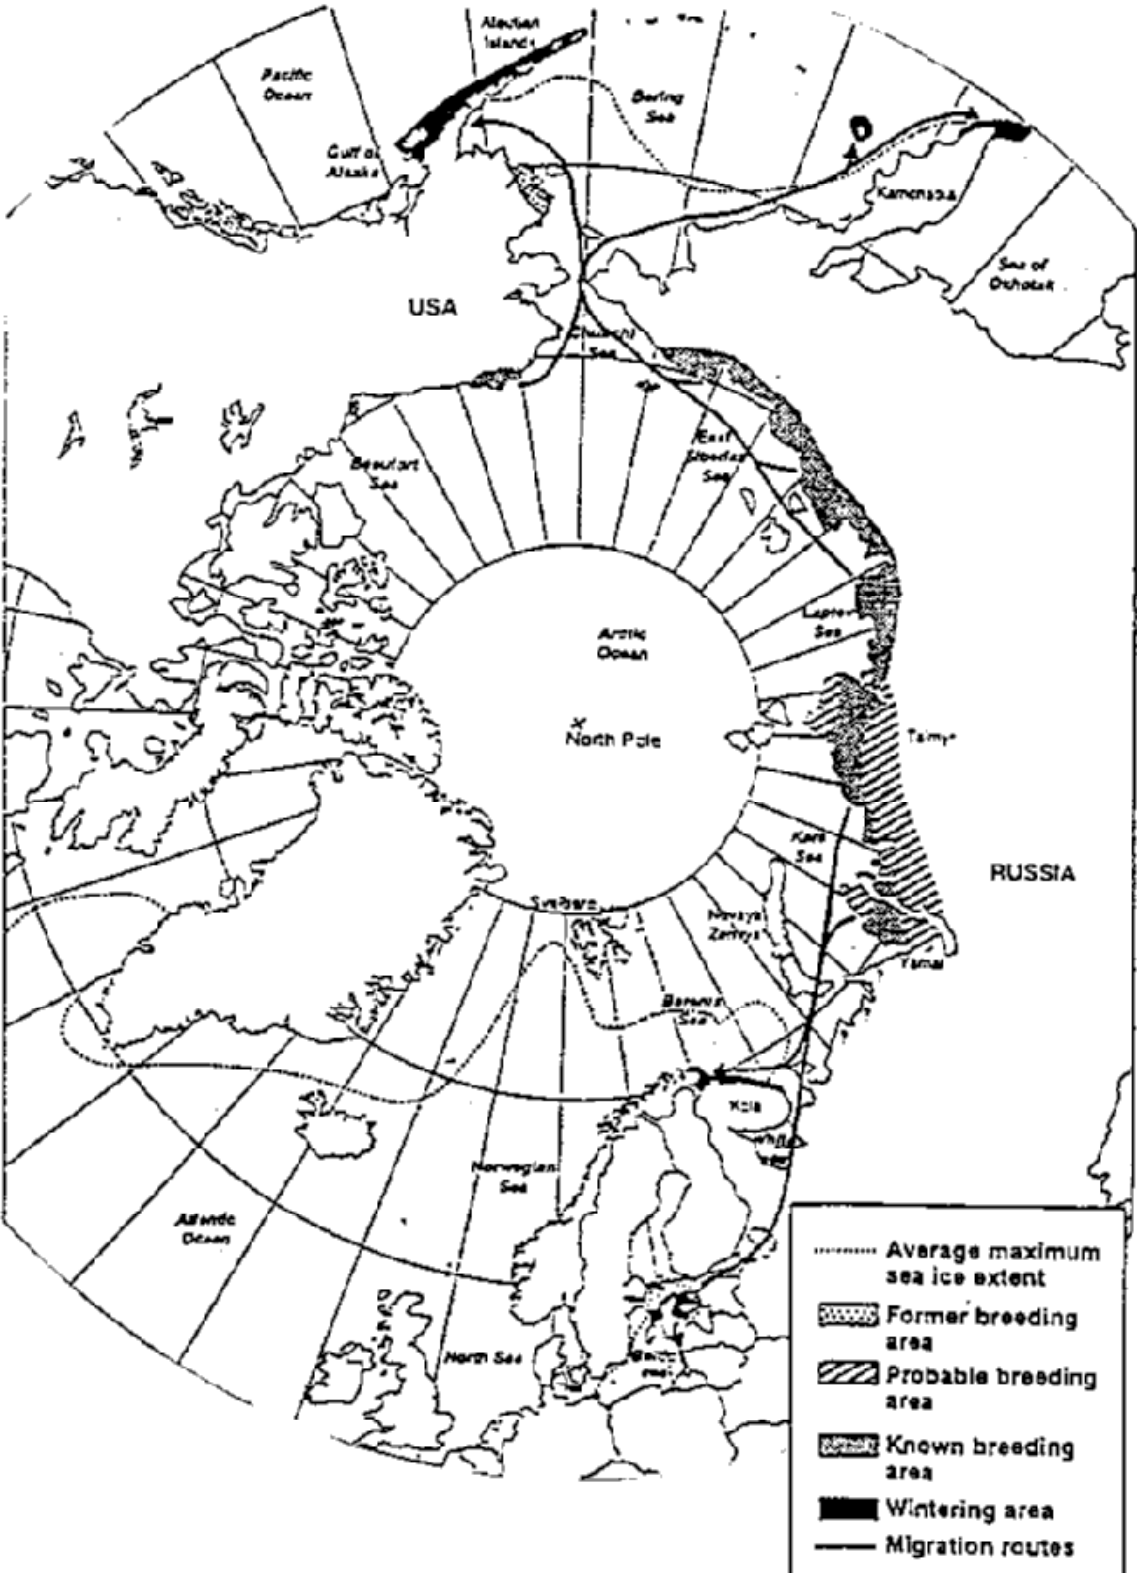 Aleutian
Islands
Pacific
Ocean
Bering
Sea
Gulf of
Alaska
Kamchatka
Sea of
Okhotsk
USA
Chukchi
Sea
East
Siberian
Sea
Beaufort
Sea
Laptev
Sea
Arctic
Ocean
North Pole
Taimyr
Kara
Sea
RUSSIA
Svalbard
Novaya
Zemlya
Yamal
Barents
Sea
Kola
White
Sea
Norwegian
Sea
Atlantic
Ocean
North Sea
Average maximum
sea ice extent
Former breeding
area
Probable breeding
area
Known breeding
area
Wintering area
Migration routes